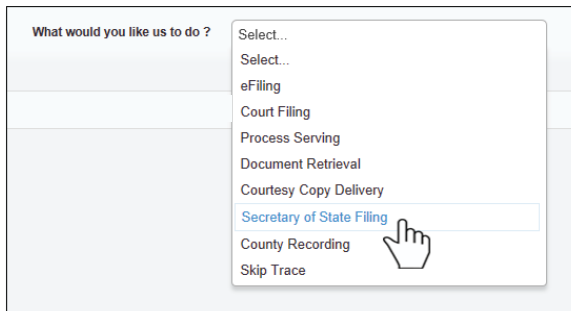 What would you like us to do ?
Select...
Select...
eFiling
Court Filing
Process Serving
Document Retrieval
Courtesy Copy Delivery
Secretary of State Filing
County Recording
Skip Trace